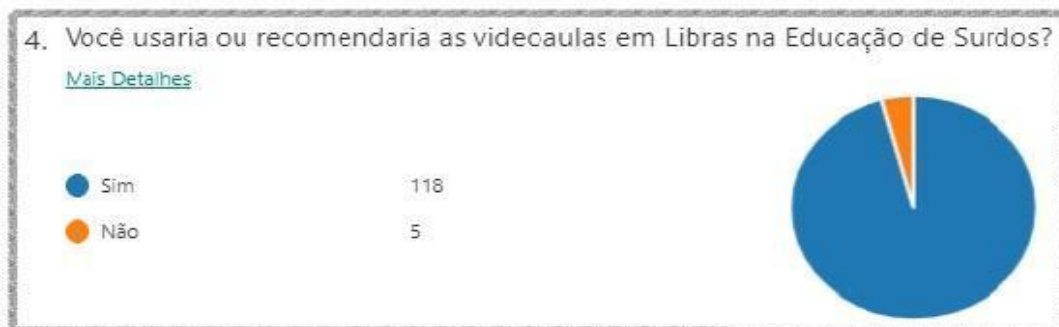 4. Você usaria ou recomendaria as videoaulas em Libras na Educação de Surdos?
Mais Detalhes
Sim 118
Não 5